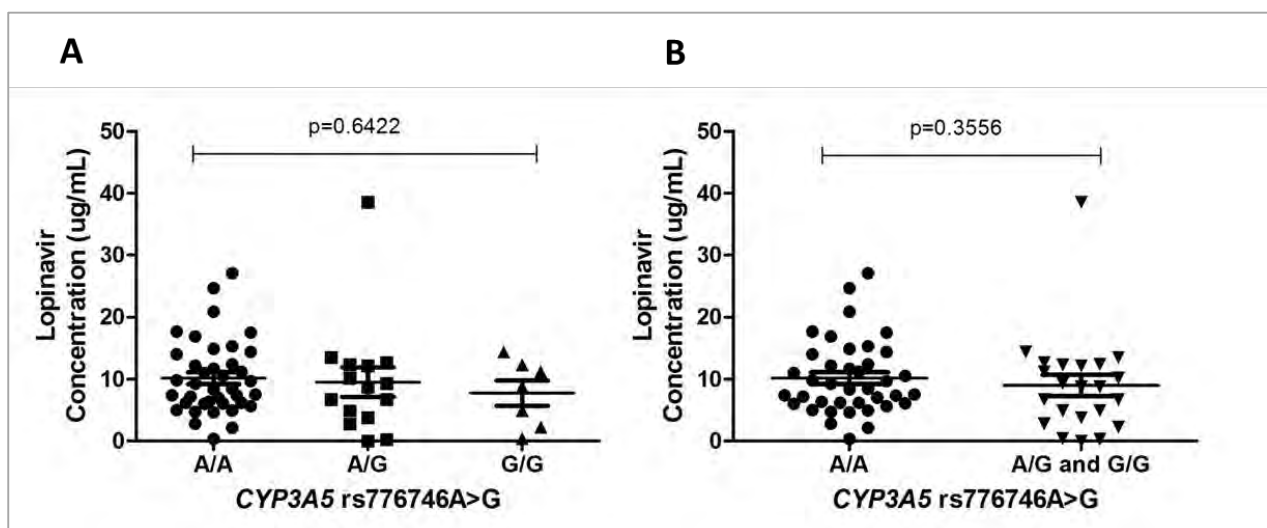 A
B
p=0.6422
50
40
30
20
10
0
Lopinavir
Concentration (ug/mL)
A/A
A/G
G/G
CYP3A5 rs776746A>G
p=0.3556
50
40
30
20
10
0
Lopinavir
Concentration (ug/mL)
A/A
A/G and G/G
CYP3A5 rs776746A>G